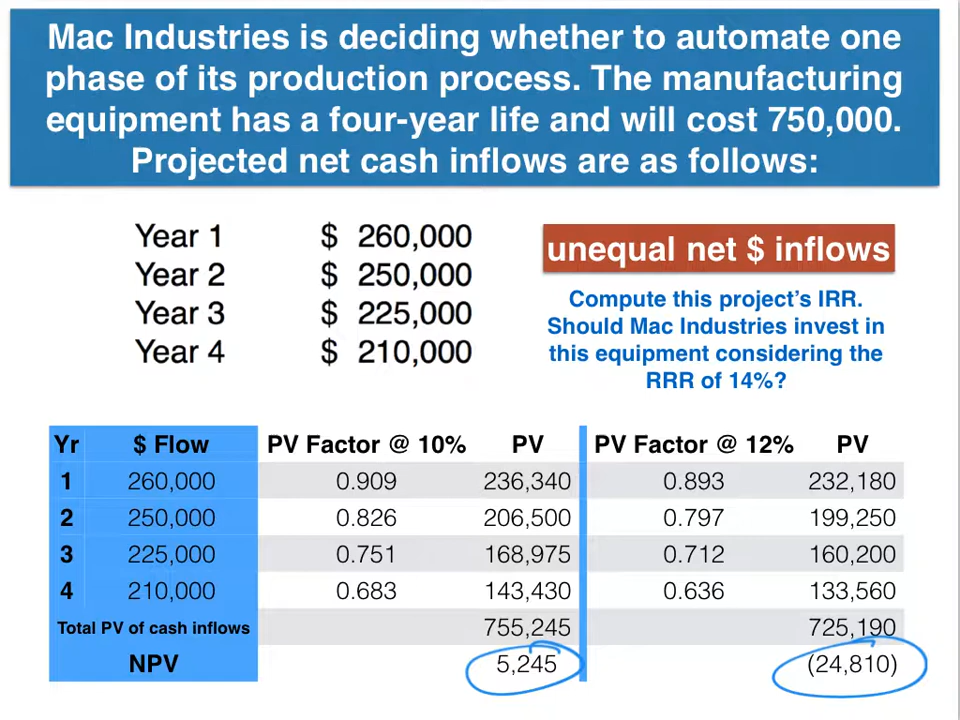 Mac Industries is deciding whether to automate one
phase of its production process. The manufacturing
equipment has a four-year life and will cost 750,000.
Projected net cash inflows are as follows:
Year 1 $ 260,000
Year 2 $ 250,000
Year 3 $ 225,000
Year 4 $ 210,000
unequal net $ inflows
Compute this project's IRR.
Should Mac Industries invest in
this equipment considering the
RRR of 14%?
Yr $ Flow PV Factor @ 10% PV PV Factor @ 12% PV
1 260,000 0.909 236,340 0.893 232,180
2 250,000 0.826 206,500 0.797 199,250
3 225,000 0.751 168,975 0.712 160,200
4 210,000 0.683 143,430 0.636 133,560
Total PV of cash inflows 755,245 725,190
NPV 5,245 (24,810)